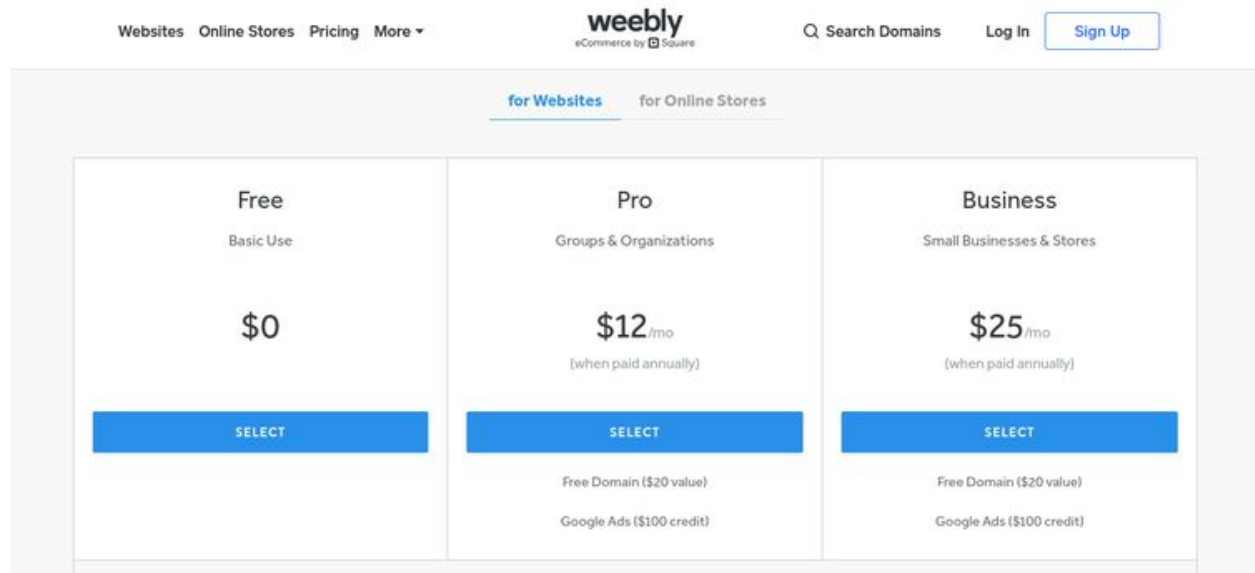 Websites Online Stores Pricing More
weebly
eCommerce by Square
Search Domains Log In Sign Up
for Websites for Online Stores
Free
Basic Use
$0
SELECT
Pro
Groups & Organizations
$12/mo
(when paid annually)
SELECT
Free Domain ($20 value)
Google Ads ($100 credit)
Business
Small Businesses & Stores
$25/mo
(when paid annually)
SELECT
Free Domain ($20 value)
Google Ads ($100 credit)